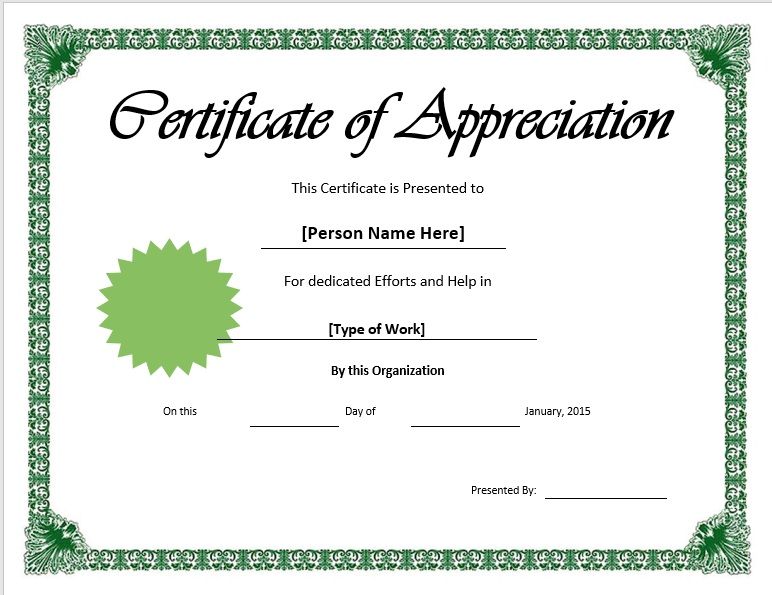 Certificate of Appreciation
This Certificate is Presented to
[Person Name Here]
For dedicated Efforts and Help in
[Type of Work]
By this Organization
On this Day of January, 2015
Presented By: